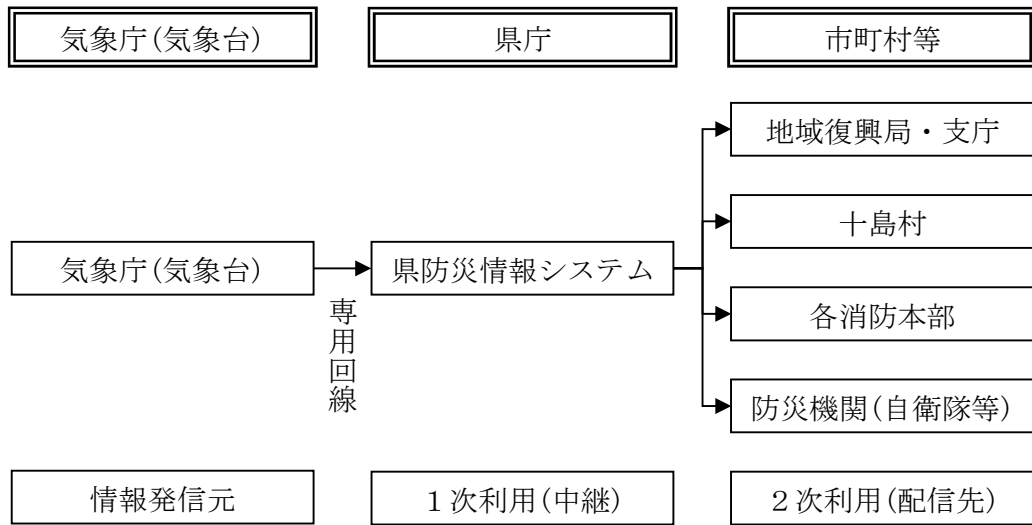 気象庁(気象台)
県庁
市町村等
地域復興局・支庁
十島村
気象庁(気象台)
県防災情報システム
専用回線
各消防本部
防災機関(自衛隊等)
情報発信元
１次利用(中継)
２次利用(配信先)